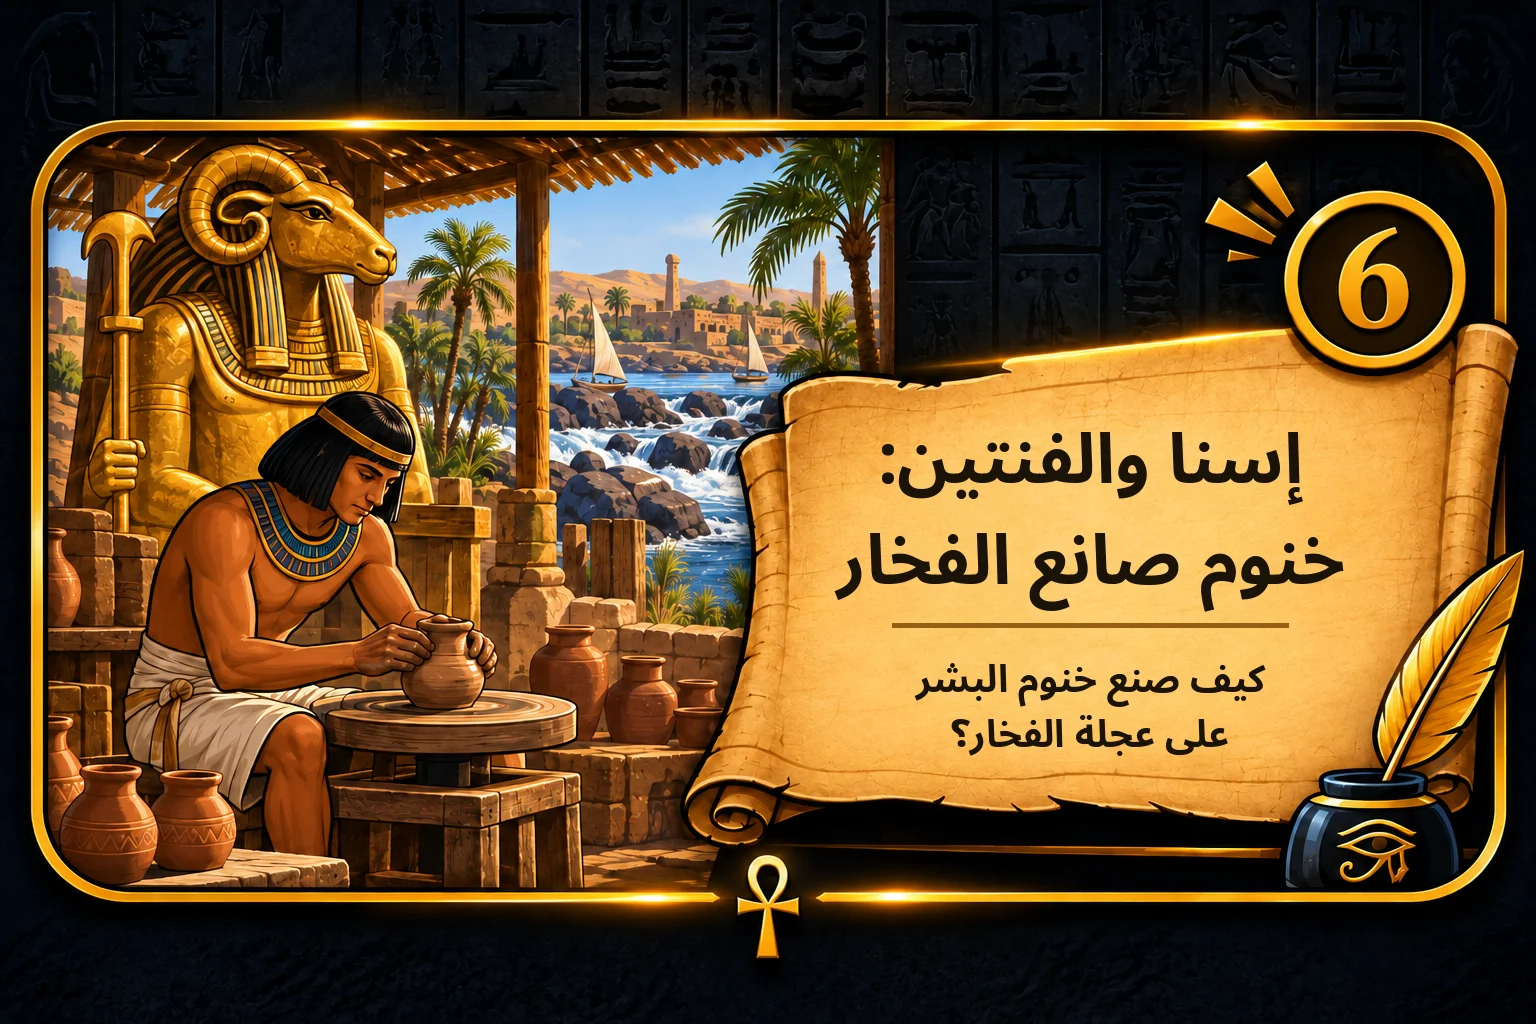 6
إسنا والفنتين:
خنوم صانع الفخار
كيف صنع خنوم البشر
على عجلة الفخار؟